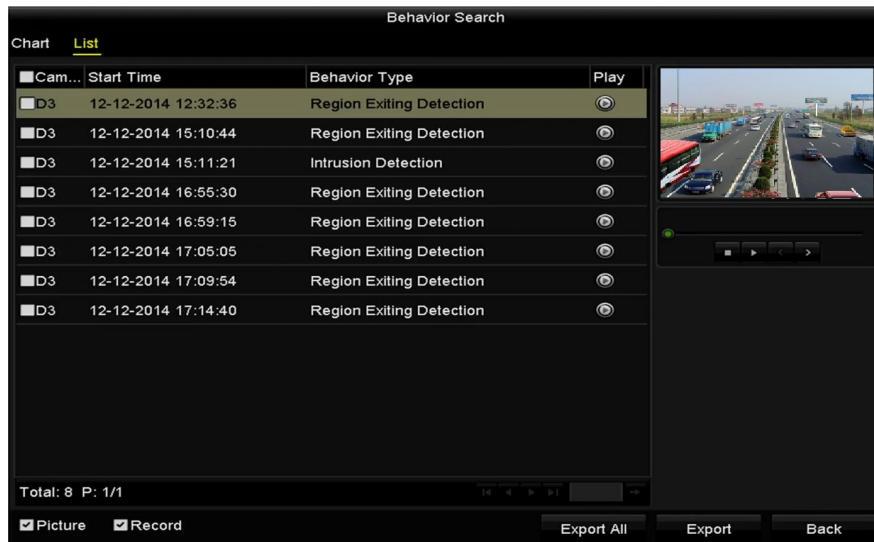 Behavior Search
Chart List
Cam... Start Time Behavior Type Play
D3 12-12-2014 12:32:36 Region Exiting Detection
D3 12-12-2014 15:10:44 Region Exiting Detection
D3 12-12-2014 15:11:21 Intrusion Detection
D3 12-12-2014 16:55:30 Region Exiting Detection
D3 12-12-2014 16:59:15 Region Exiting Detection
D3 12-12-2014 17:05:05 Region Exiting Detection
D3 12-12-2014 17:09:54 Region Exiting Detection
D3 12-12-2014 17:14:40 Region Exiting Detection
Total: 8 P: 1/1
Picture Record Export All Export Back